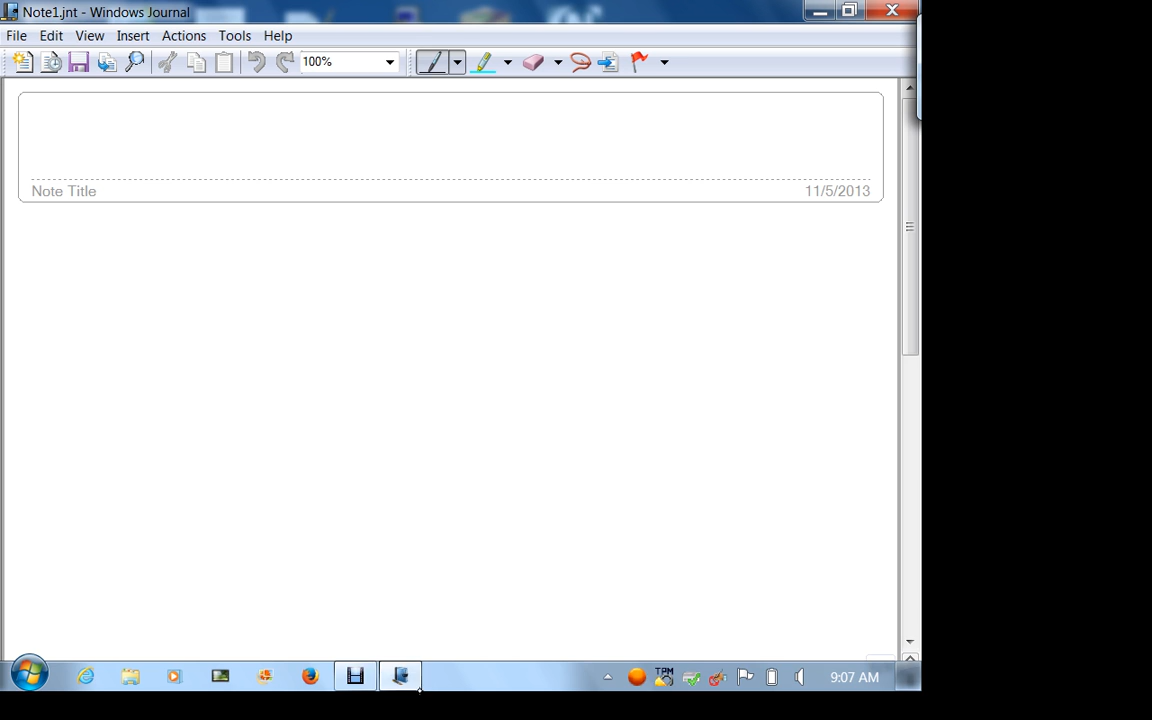 Note1.jnt - Windows Journal
File Edit View Insert Actions Tools Help
100%
Note Title 11/5/2013
TPM
9:07 AM